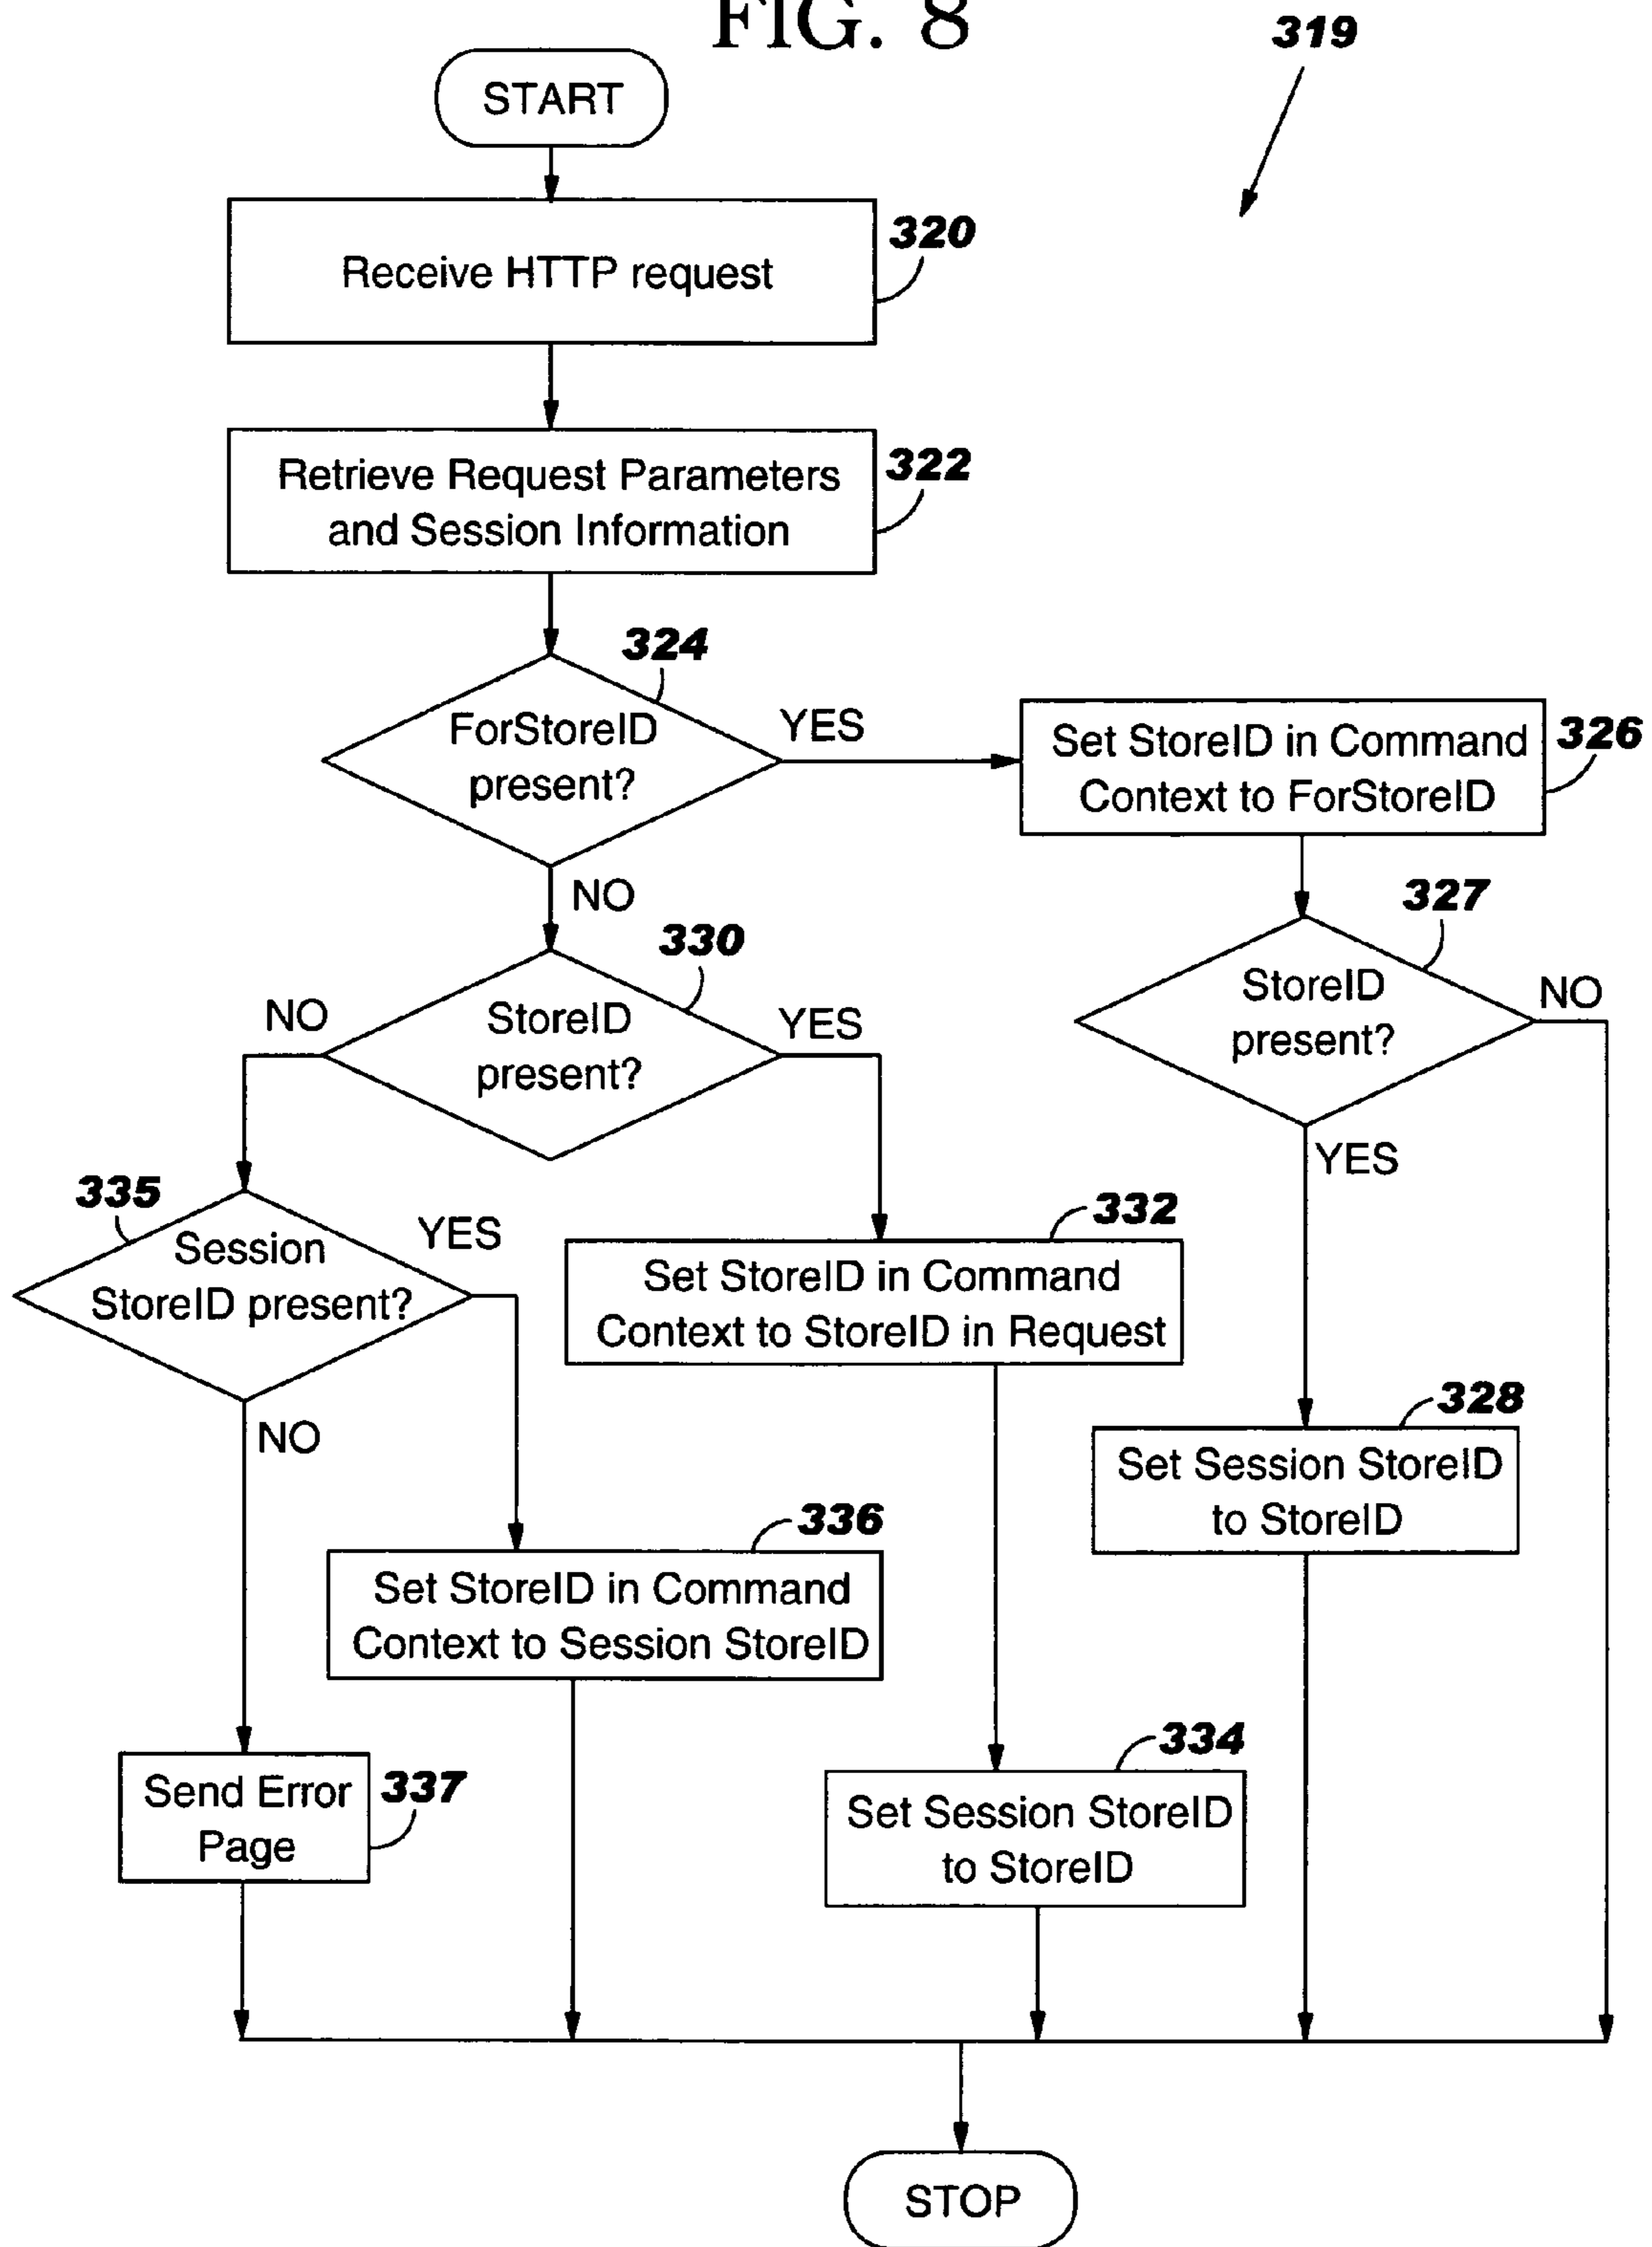 FIG. 8
319
START
Receive HTTP request
320
Retrieve Request Parameters
and Session Information
322
324
ForStoreID
present?
YES
Set StoreID in Command
Context to ForStoreID
326
NO
327
330
StoreID
present?
NO
NO
StoreID
present?
YES
YES
335
Session
StoreID present?
YES
332
Set StoreID in Command
Context to StoreID in Request
NO
328
Set Session StoreID
to StoreID
336
Set StoreID in Command
Context to Session StoreID
334
Set Session StoreID
to StoreID
Send Error
Page
337
STOP